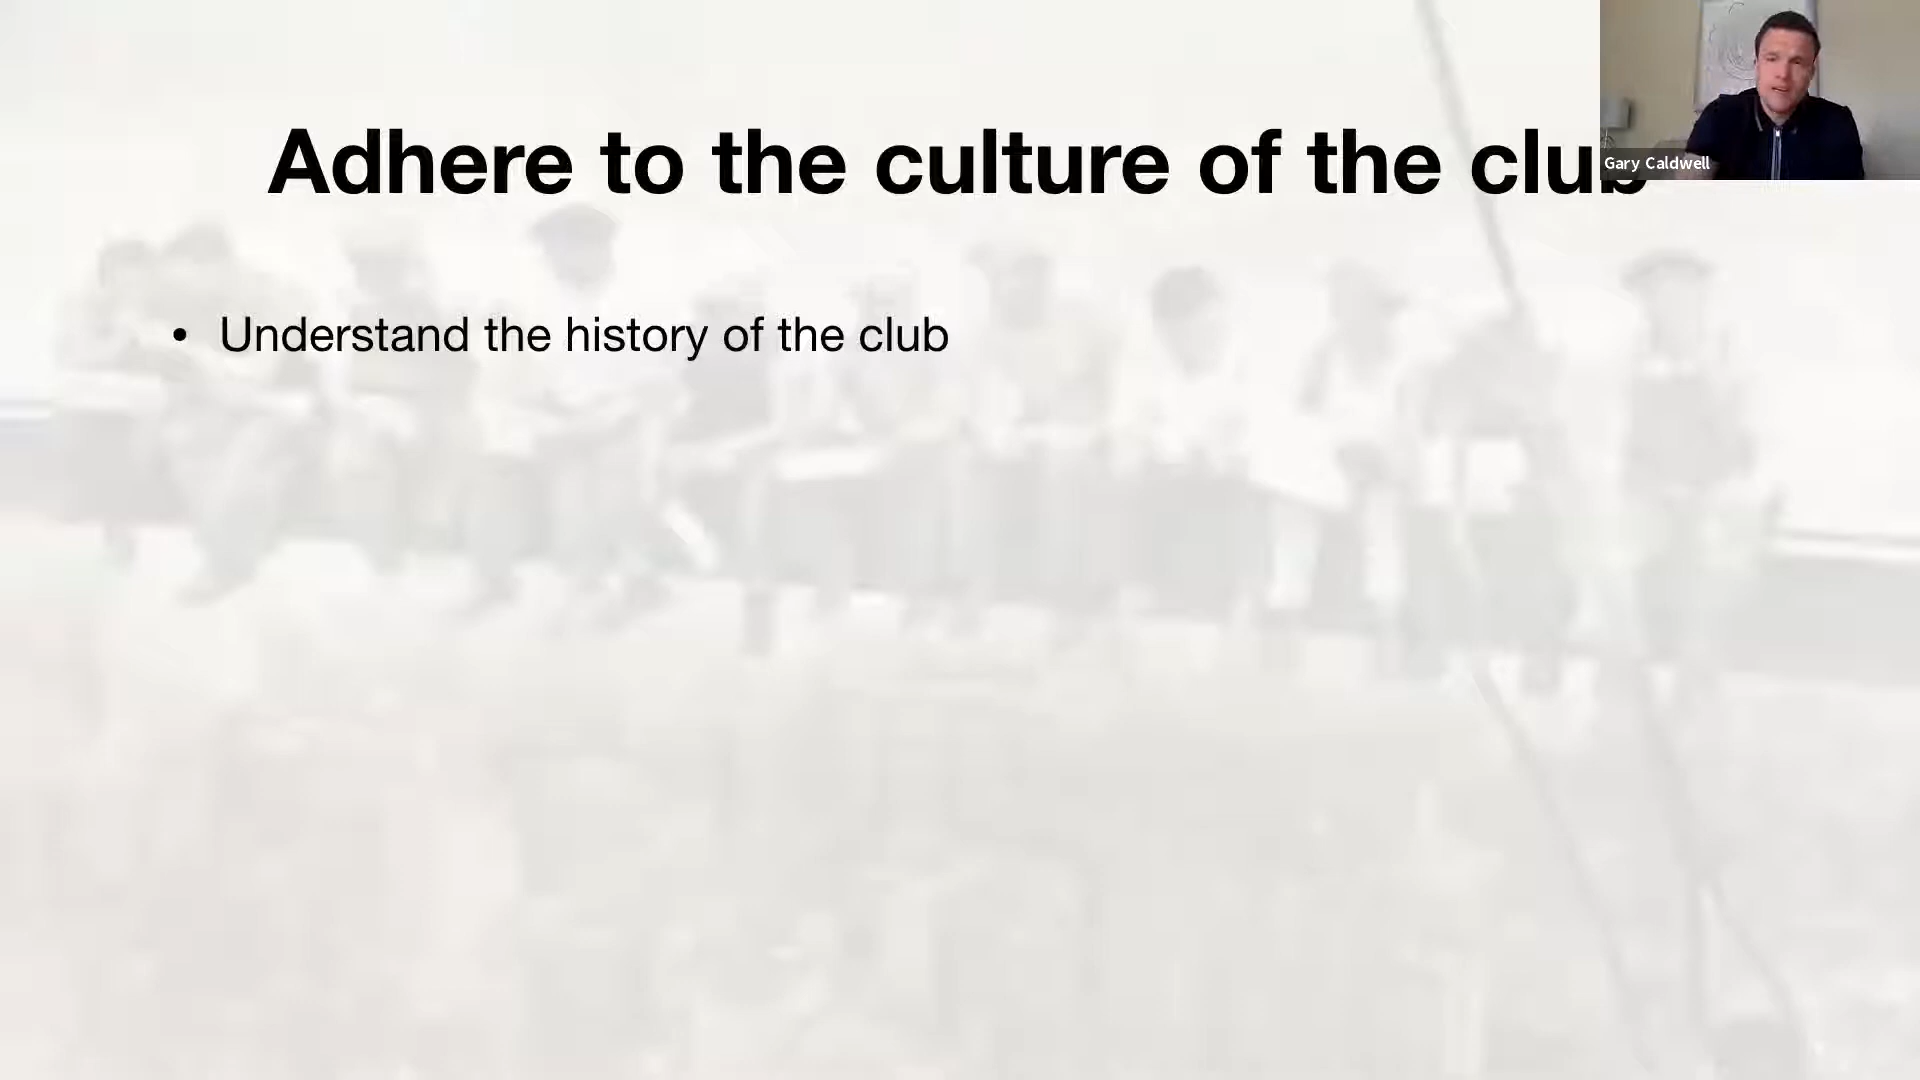 Adhere to the culture of the club
Gary Caldwell
• Understand the history of the club